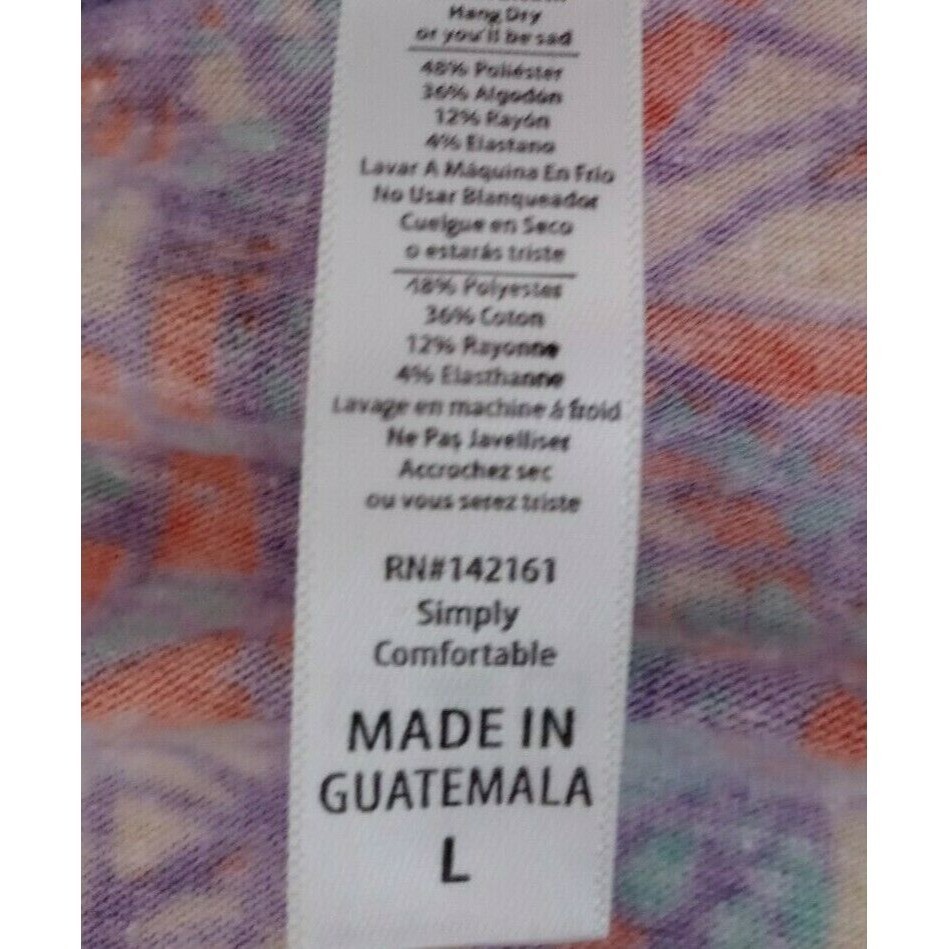 Hang Dry
or you'll be sad
48% Poliéster
36% Algodón
12% Rayón
4% Elastano
Lavar A Máquina En Frío
No Usar Blanqueador
Cuelgue en Seco
o estarás triste
48% Polyester
36% Coton
12% Rayonne
4% Elasthanne
Lavage en machine á froid
Ne Pas Javelliser
Accrochez sec
ou vous serez triste
RN#142161
Simply
Comfortable
MADE IN
GUATEMALA
L